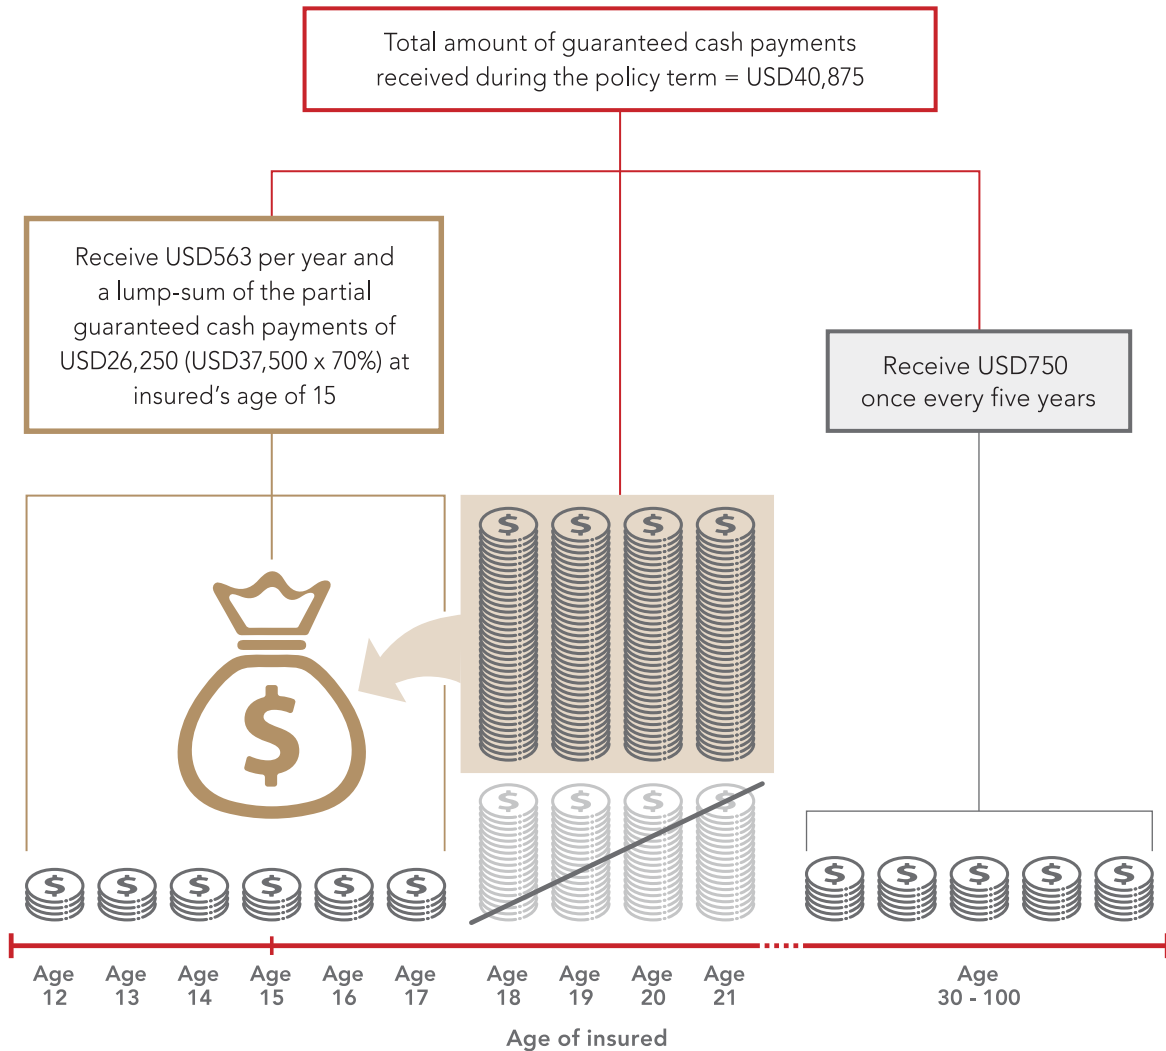 Total amount of guaranteed cash payments
received during the policy term = USD40,875
Receive USD563 per year and
a lump-sum of the partial
guaranteed cash payments of
USD26,250 (USD37,500 x 70%) at
insured’s age of 15
Receive USD750
once every five years
$ $ $ $
$
$ $ $ $
$ $ $ $ $ $
$ $ $ $ $
Age Age Age Age Age Age Age Age Age Age Age
12 13 14 15 16 17 18 19 20 21 30 - 100
Age of insured